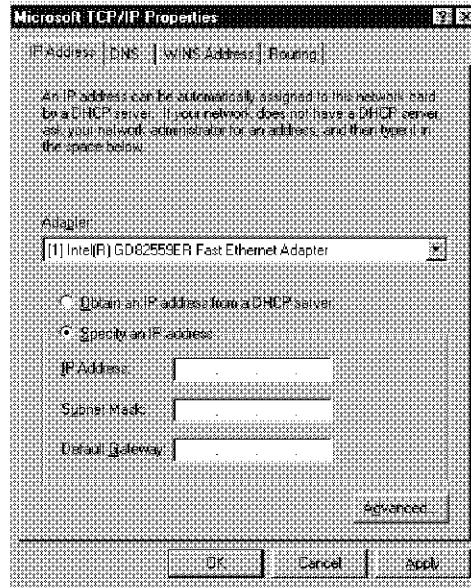 Microsoft TCP/IP Properties
IP Address DNS WINS Address Routing
An IP address can be automatically assigned to this network card
by a DHCP server. If your network does not have a DHCP server,
ask your network administrator for an address, and then type it in
the space below.
Adapter:
[1] Intel(R) GD82559ER Fast Ethernet Adapter
Obtain an IP address from a DHCP server
Specify an IP address
IP Address:
Subnet Mask:
Default Gateway:
Advanced...
OK Cancel Apply